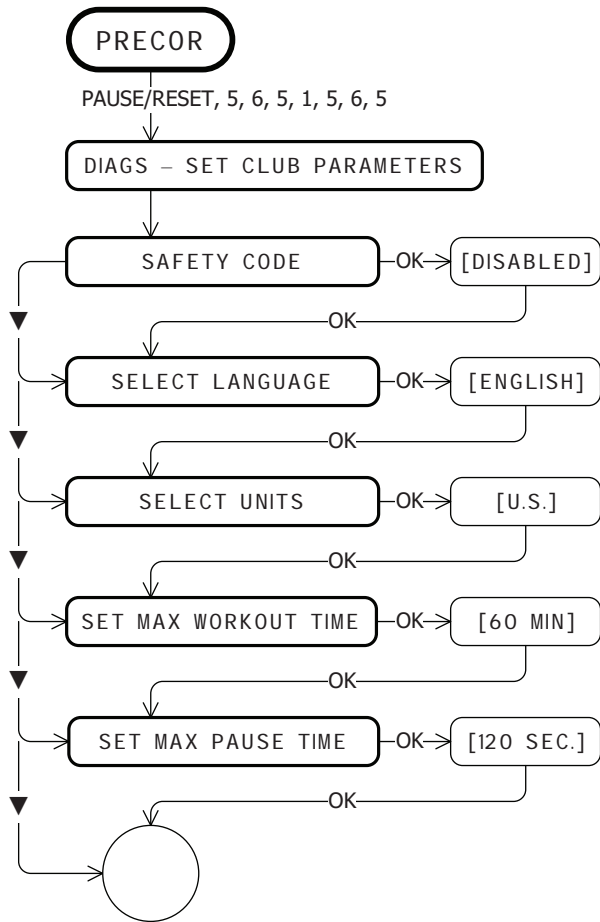 PRECOR
PAUSE/RESET, 5, 6, 5, 1, 5, 6, 5
DIAGS – SET CLUB PARAMETERS
SAFETY CODE
OK
[DISABLED]
OK
SELECT LANGUAGE
OK
[ENGLISH]
OK
SELECT UNITS
OK
[U.S.]
OK
SET MAX WORKOUT TIME
OK
[60 MIN]
OK
SET MAX PAUSE TIME
OK
[120 SEC.]
OK